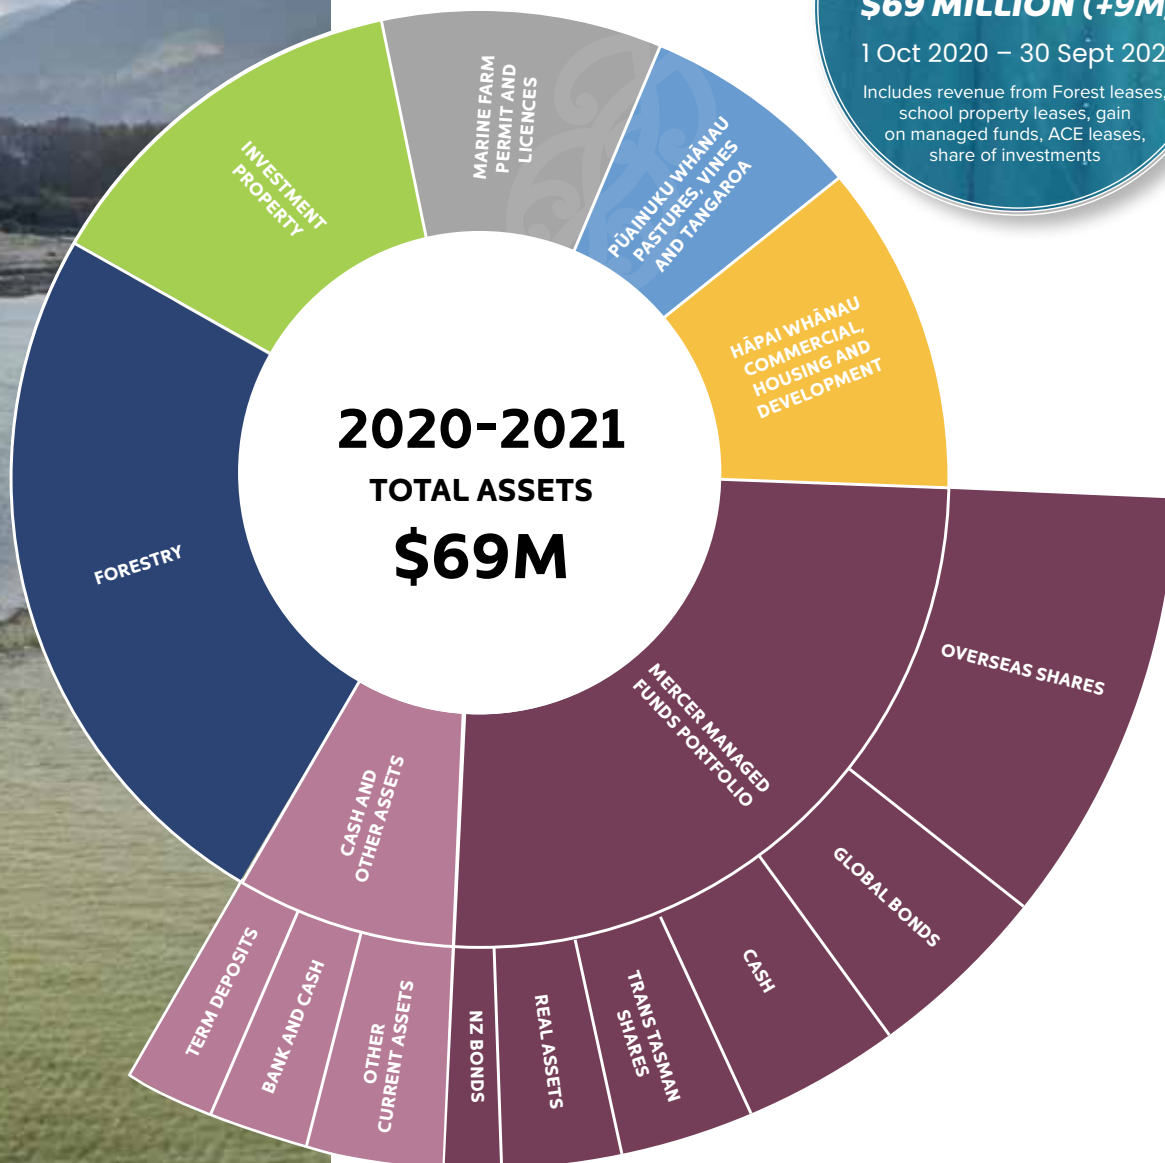 $69 MILLION (+9M)
1 Oct 2020 – 30 Sept 202
Includes revenue from Forest leases,
school property leases, gain
on managed funds, ACE leases,
share of investments
MARINE FARM
PERMIT AND
LICENCES
PŪAINUKU WHĀNAU
PASTURES, VINES
AND TANGAROA
INVESTMENT
PROPERTY
HĀPAI WHĀNAU
COMMERCIAL,
HOUSING AND
DEVELOPMENT
2020-2021
TOTAL ASSETS
$69M
FORESTRY
OVERSEAS SHARES
MERCER MANAGED
FUNDS PORTFOLIO
CASH AND
OTHER ASSETS
GLOBAL BONDS
CASH
TERM DEPOSITS
BANK AND CASH
OTHER
CURRENT ASSETS
NZ BONDS
REAL ASSETS
TRANS TASMAN
SHARES